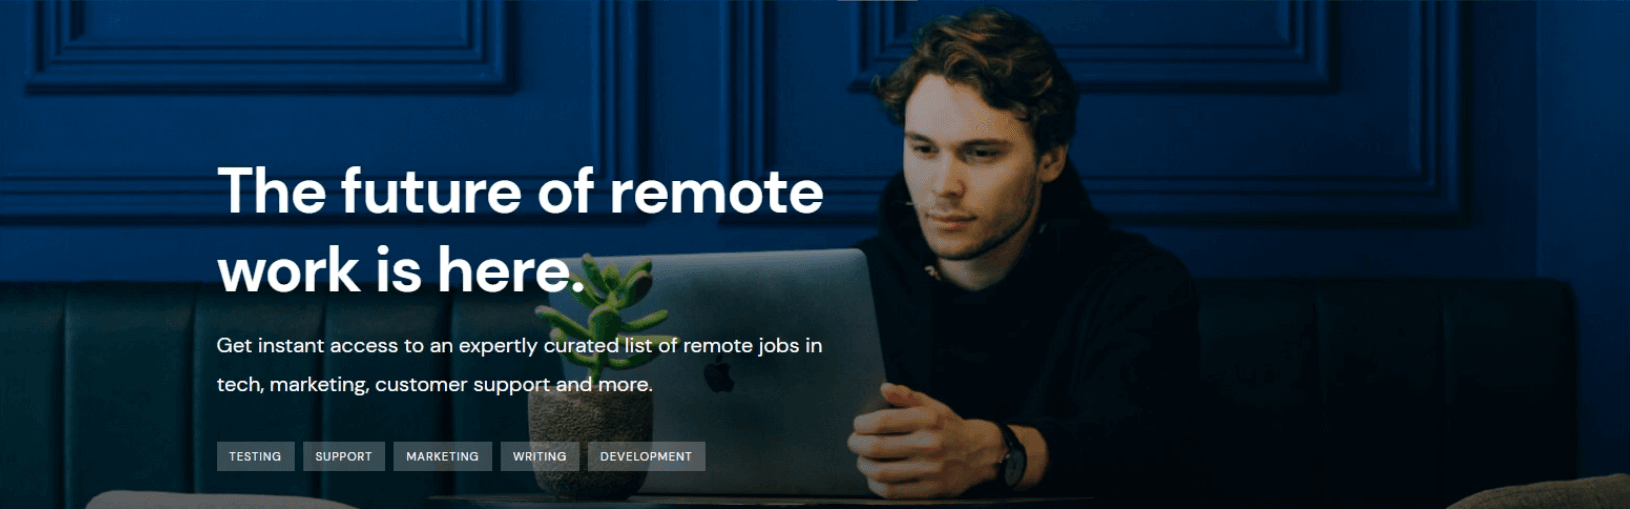 The future of remote
work is here.
Get instant access to an expertly curated list of remote jobs in
tech, marketing, customer support and more.
TESTING SUPPORT MARKETING WRITING DEVELOPMENT